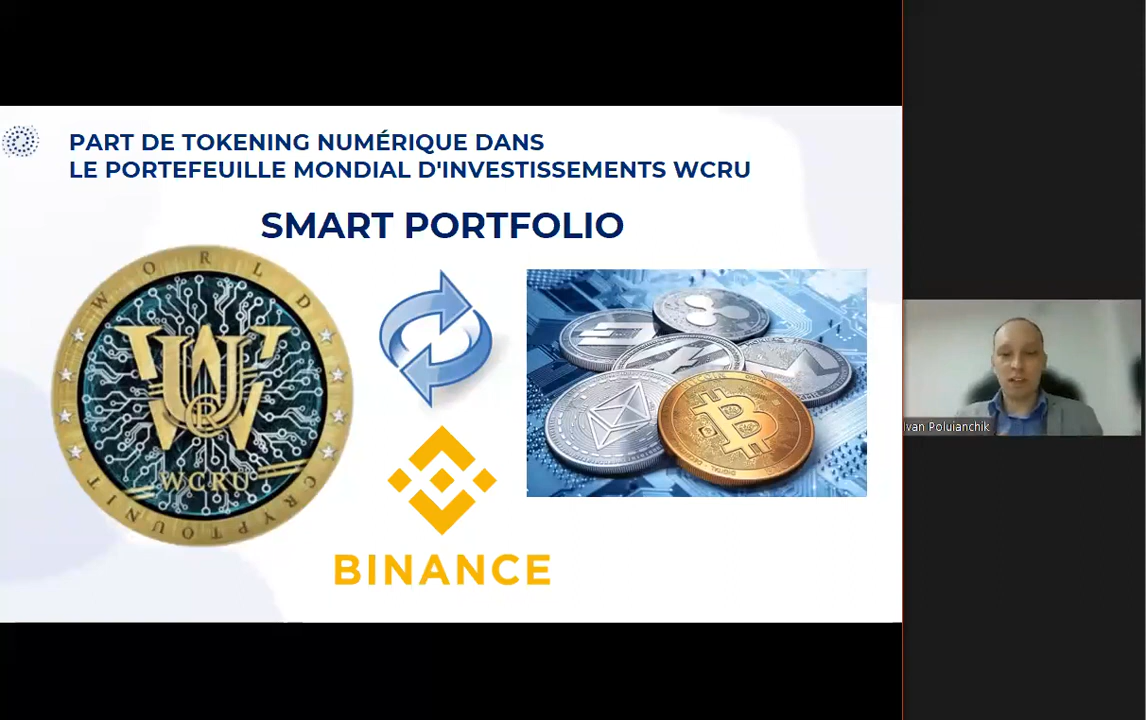 PART DE TOKENING NUMÉRIQUE DANS
LE PORTEFEUILLE MONDIAL D'INVESTISSEMENTS WCRU
SMART PORTFOLIO
WORLD
WCRU
CRYPTOUNIT
BINANCE
Ivan Poluianchik